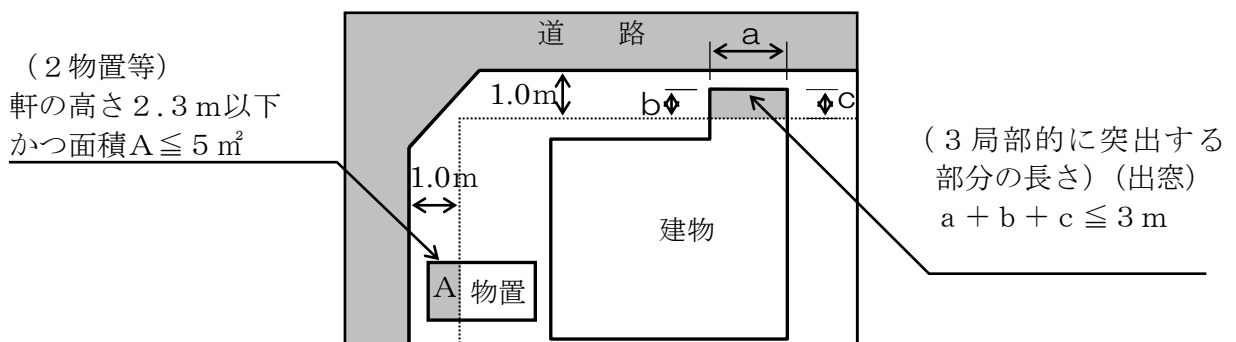 道　路
a
（２物置等）
軒の高さ２.３ｍ以下
かつ面積Ａ≦５㎡
1.0m
b
c
（３局部的に突出する
部分の長さ）（出窓）
ａ＋ｂ＋ｃ≦３ｍ
1.0m
建物
A
物置